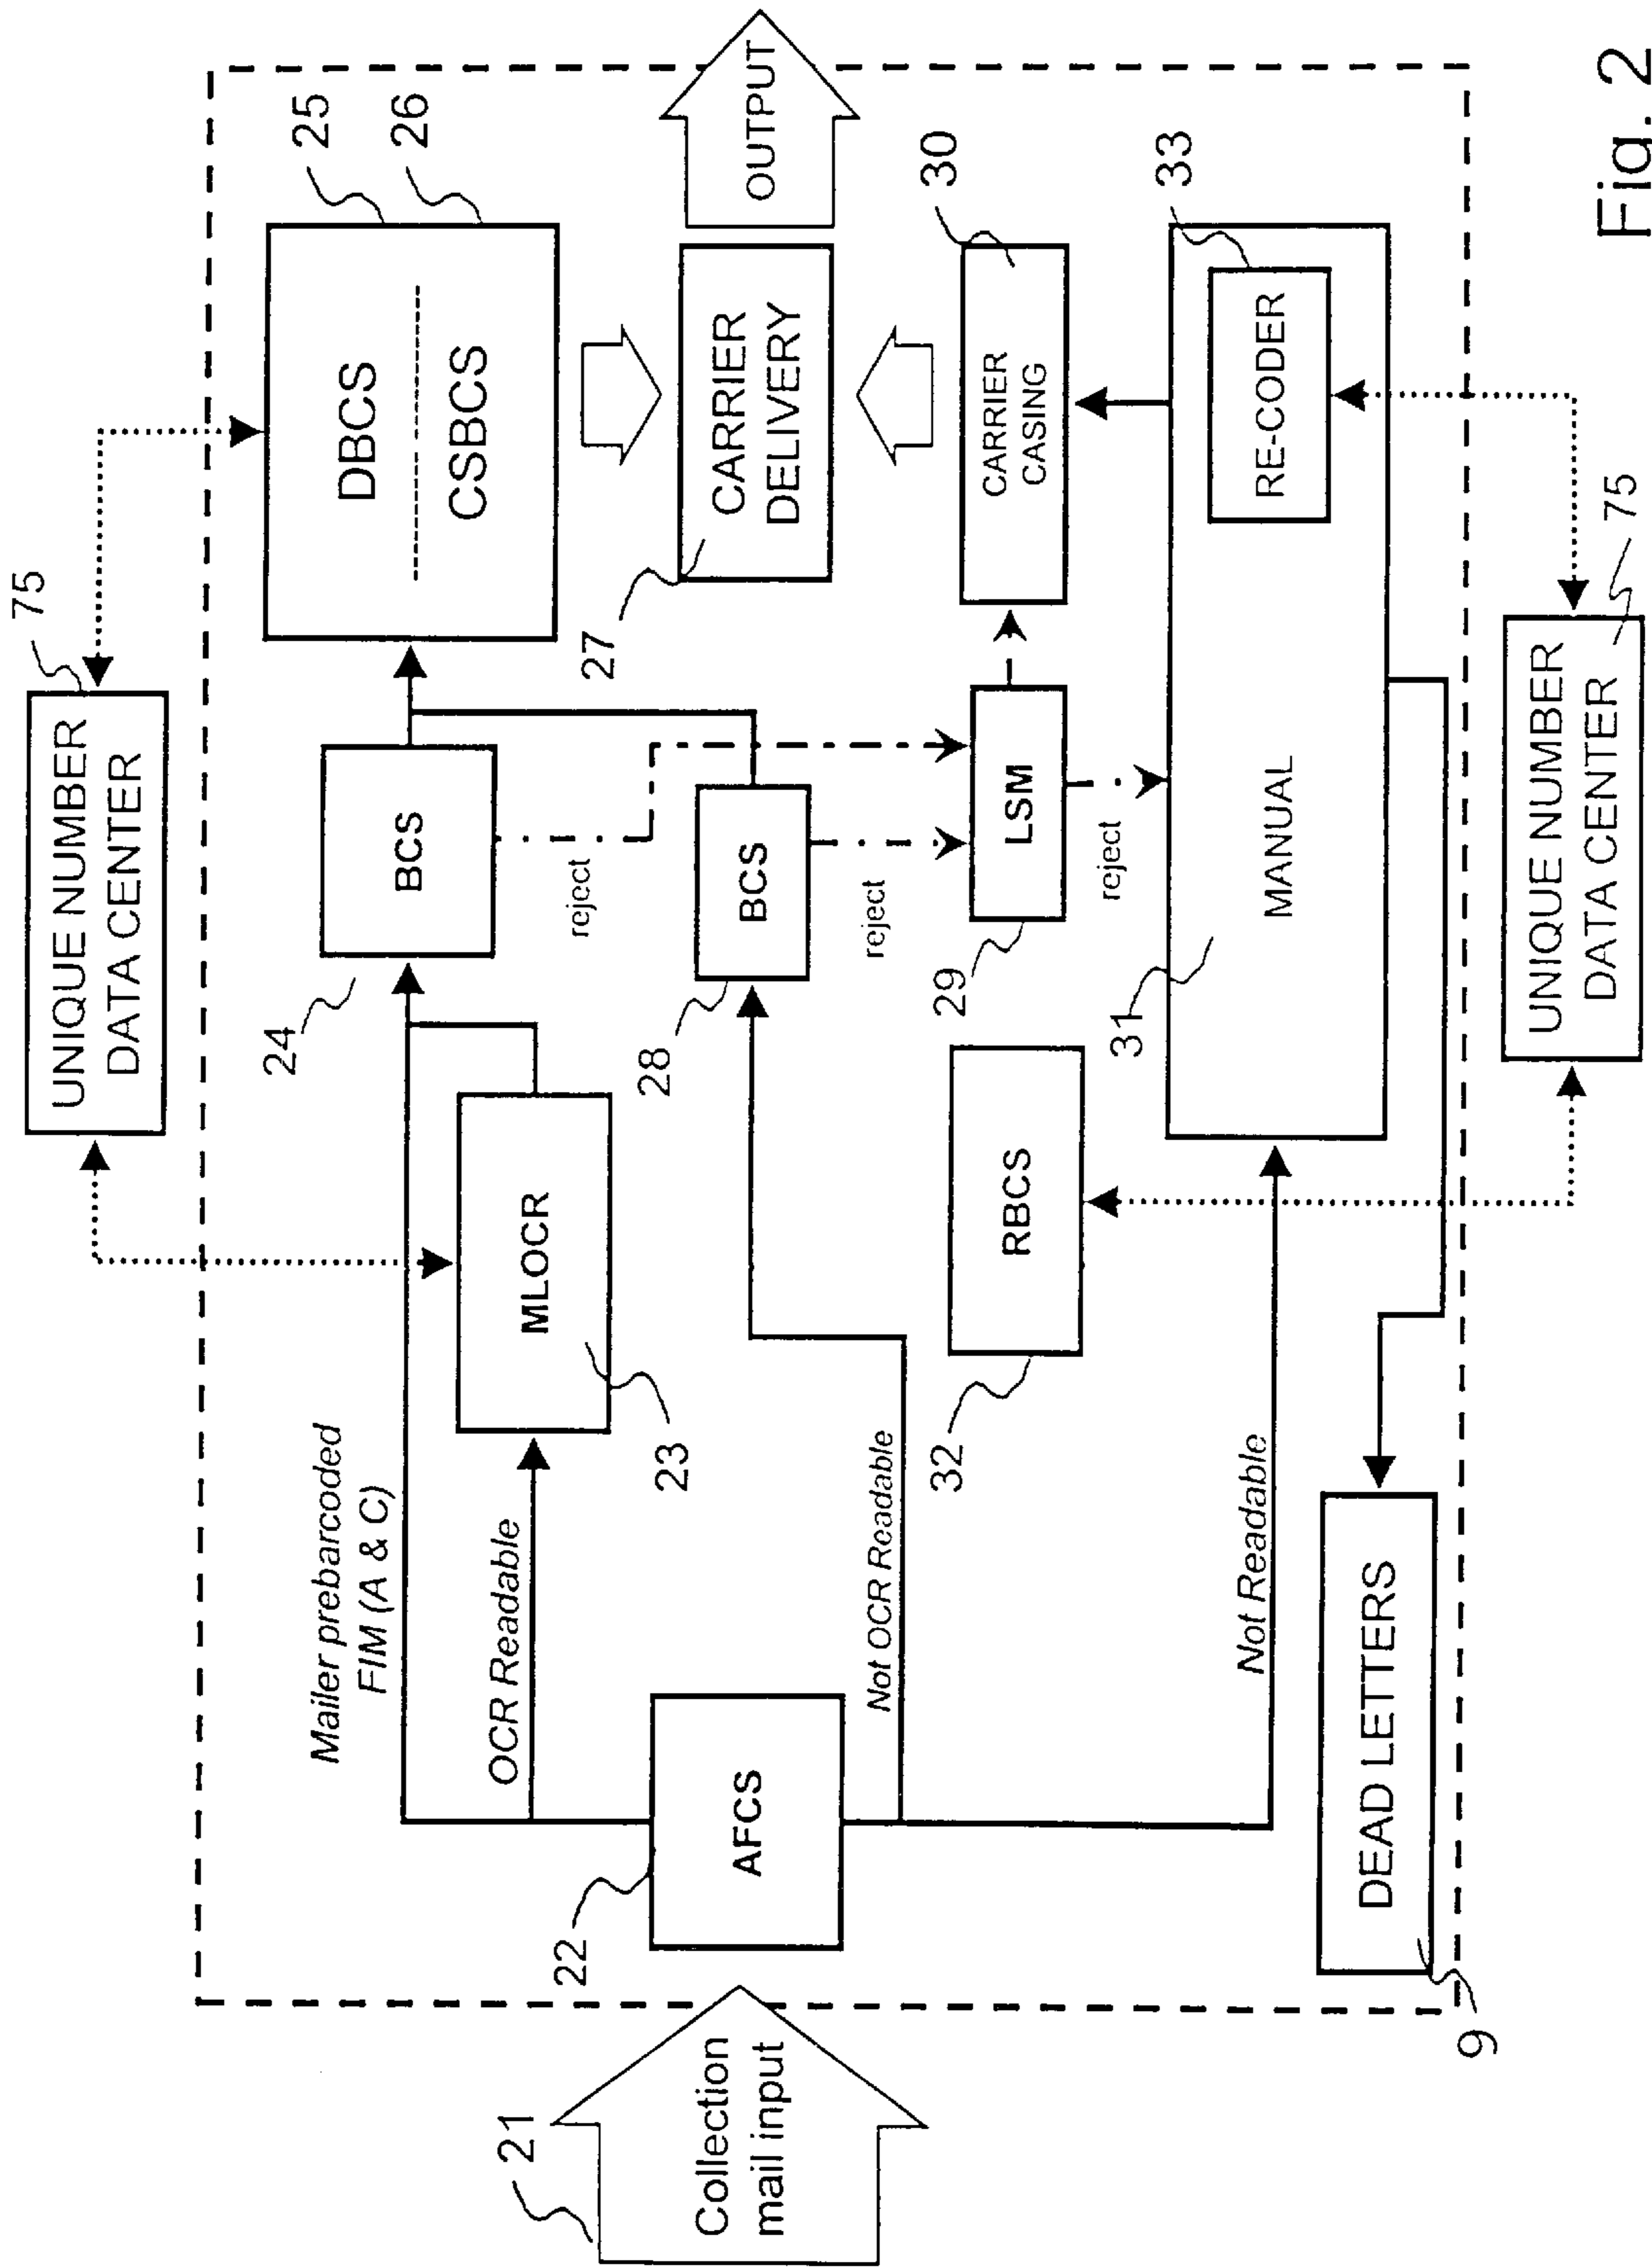 75
UNIQUE NUMBER
DATA CENTER
25
26
DBCS
CSBCS
24
BCS
reject
Mailer prebarcoded
FIM (A & C)
MLOCR
23
OCR Readable
21
Collection
mail input
22
AFCS
Not OCR Readable
28
BCS
reject
27
CARRIER
DELIVERY
OUTPUT
30
CARRIER
CASING
29
LSM
reject
32
RBCS
Not Readable
31
MANUAL
33
RE-CODER
9
DEAD LETTERS
75
UNIQUE NUMBER
DATA CENTER
Fig. 2